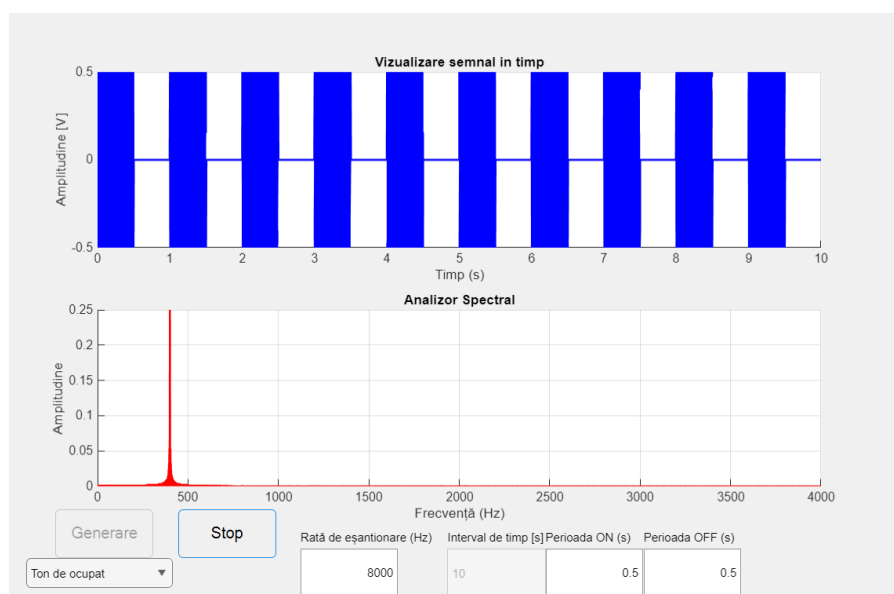 Vizualizare semnal in timp
0.5
0
-0.5
Amplitudine [V]
0 1 2 3 4 5 6 7 8 9 10
Timp (s)
Analizor Spectral
0.25
0.2
0.15
0.1
0.05
0
Amplitudine
0 500 1000 1500 2000 2500 3000 3500 4000
Frecvență (Hz)
Generare Stop
Rată de eșantionare (Hz) Interval de timp [s] Perioada ON (s) Perioada OFF (s)
Ton de ocupat 8000 10 0.5 0.5